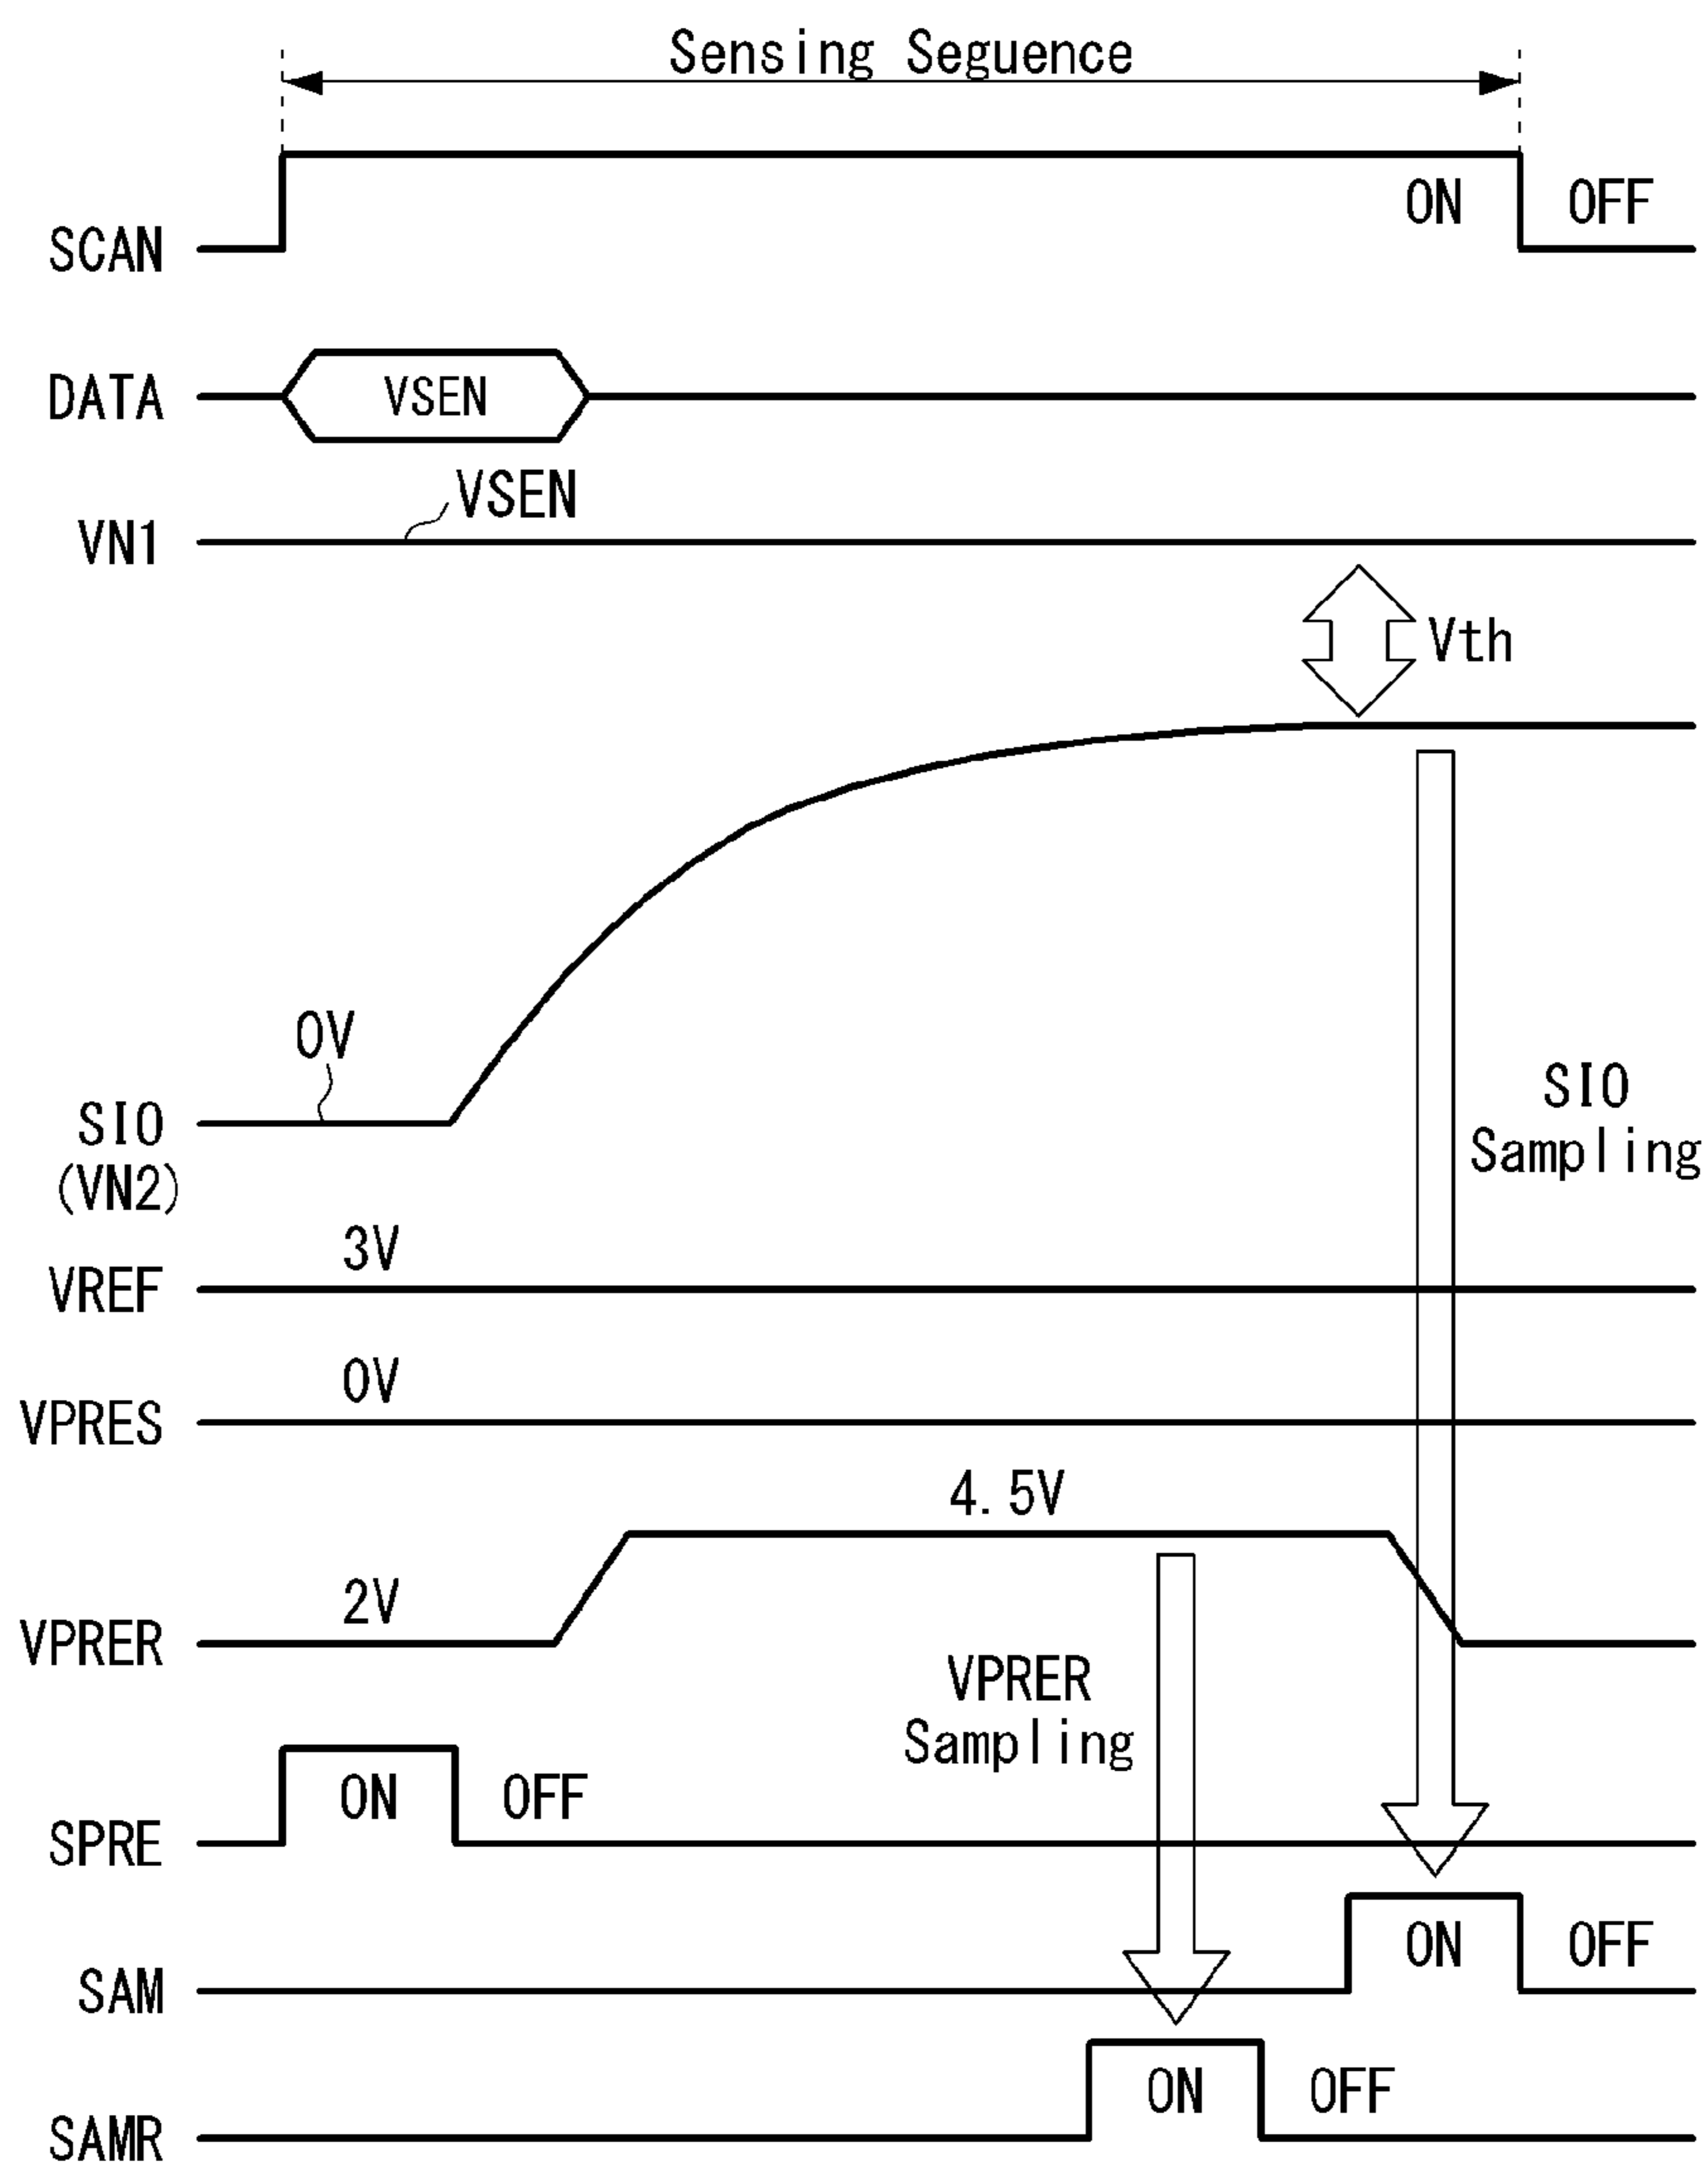 Sensing Seguence
ON OFF
SCAN
DATA VSEN
VSEN
VN1
Vth
0V
SIO
(VN2)
SIO
Sampling
3V
VREF
0V
VPRES
4.5V
2V
VPRER
VPRER
Sampling
ON OFF
SPRE
ON OFF
SAM
ON OFF
SAMR